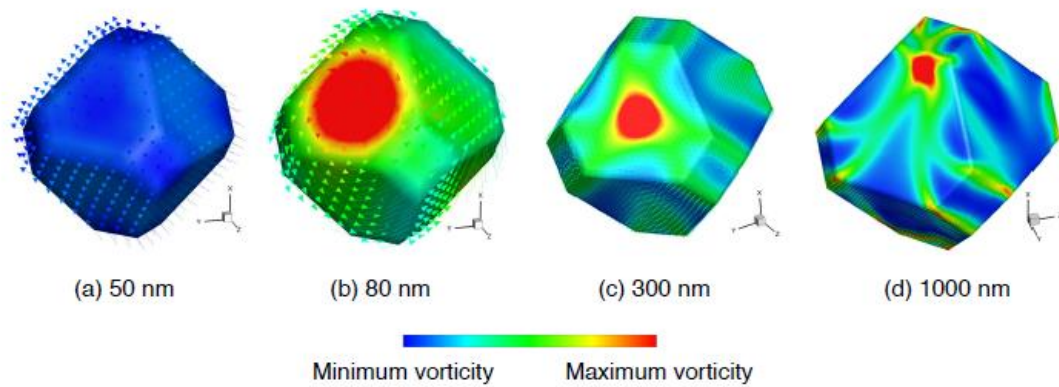 X
Y
Z
X
Y
Z
X
Y
Z
X
Y
(a) 50 nm
(b) 80 nm
(c) 300 nm
(d) 1000 nm
Minimum vorticity
Maximum vorticity